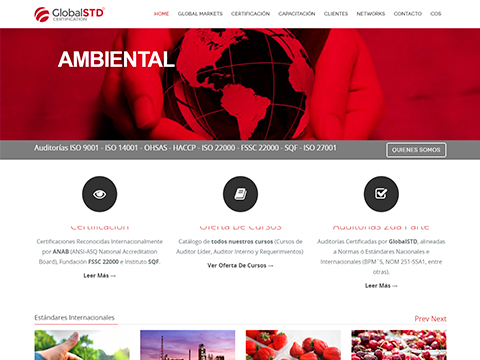 GlobalSTD®
CERTIFICATION
HOME GLOBAL MARKETS CERTIFICACIÓN CAPACITACIÓN CLIENTES NETWORKS CONTACTO COS
AMBIENTAL
Auditorías ISO 9001 - ISO 14001 - OHSAS - HACCP - ISO 22000 - FSSC 22000 - SQF - ISO 27001
QUIENES SOMOS
Certificación
Certificaciones Reconocidas Internacionalmente
por ANAB (ANSI-ASQ National Accreditation
Board), Fundación FSSC 22000 e Instituto SQF.
Leer Más →
Oferta De Cursos
Catálogo de todos nuestros cursos (Cursos de
Auditor Líder, Auditor Interno y Requerimientos)
Ver Oferta De Cursos →
Auditorías 2da Parte
Auditorías Certificadas por GlobalSTD, alineadas
a Normas o Estándares Nacionales e
Internacionales (BPM´S, NOM 251-SSA1, entre
otras).
Leer Más →
Estándares Internacionales
Prev Next